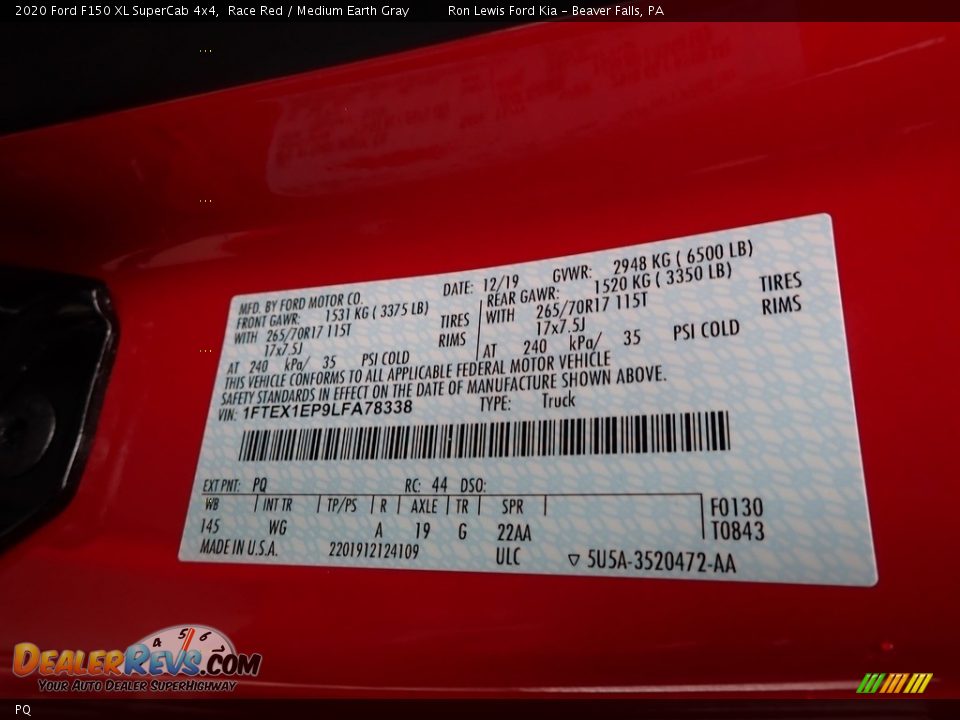 2020 Ford F150 XL SuperCab 4x4, Race Red / Medium Earth Gray Ron Lewis Ford Kia - Beaver Falls, PA
MFD. BY FORD MOTOR CO. DATE: 12/19 GVWR: 2948 KG ( 6500 LB)
FRONT GAWR: 1531 KG ( 3375 LB) REAR GAWR: 1520 KG ( 3350 LB)
WITH 265/70R17 115T TIRES WITH 265/70R17 115T TIRES
17x7.5J RIMS 17x7.5J RIMS
AT 240 kPa/ 35 PSI COLD AT 240 kPa/ 35 PSI COLD
THIS VEHICLE CONFORMS TO ALL APPLICABLE FEDERAL MOTOR VEHICLE
SAFETY STANDARDS IN EFFECT ON THE DATE OF MANUFACTURE SHOWN ABOVE.
VIN: 1FTEX1EP9LFA78338 TYPE: Truck
EXT PNT: PQ RC: 44 DSO:
WB INT TR TP/PS R AXLE TR SPR F0130
145 WG A 19 G 22AA T0843
MADE IN U.S.A. 2201912124109 ULC ▽ 5U5A-3520472-AA
4 5 6
DealerRevs.com
Your Auto Dealer SuperHighway
PQ